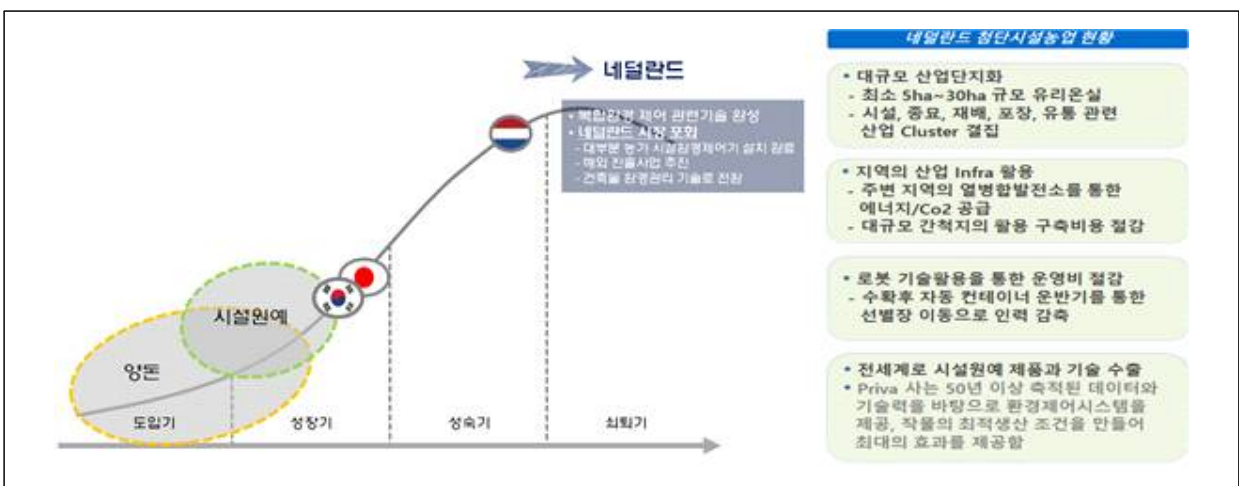 네덜란드
• 복합환경 제어 관련기술 완성
• 네덜란드 시장 포화
- 대부분 농가 시설환경제어기 설치 완료
- 해외 진출사업 추진
- 건축물 환경관리 기술로 전환
시설원예
양돈
도입기
성장기
성숙기
쇠퇴기
네덜란드 첨단시설농업 현황
• 대규모 산업단지화
- 최소 5ha~30ha 규모 유리온실
- 시설, 종묘, 재배, 포장, 유통 관련
산업 Cluster 결집
• 지역의 산업 Infra 활용
- 주변 지역의 열병합발전소를 통한
에너지/Co2 공급
- 대규모 간척지의 활용 구축비용 절감
• 로봇 기술활용을 통한 운영비 절감
- 수확후 자동 컨테이너 운반기를 통한
선별장 이동으로 인력 감축
• 전세계로 시설원예 제품과 기술 수출
• Priva 사는 50년 이상 축적된 데이터와
기술력을 바탕으로 환경제어시스템을
제공, 작물의 최적생산 조건을 만들어
최대의 효과를 제공함